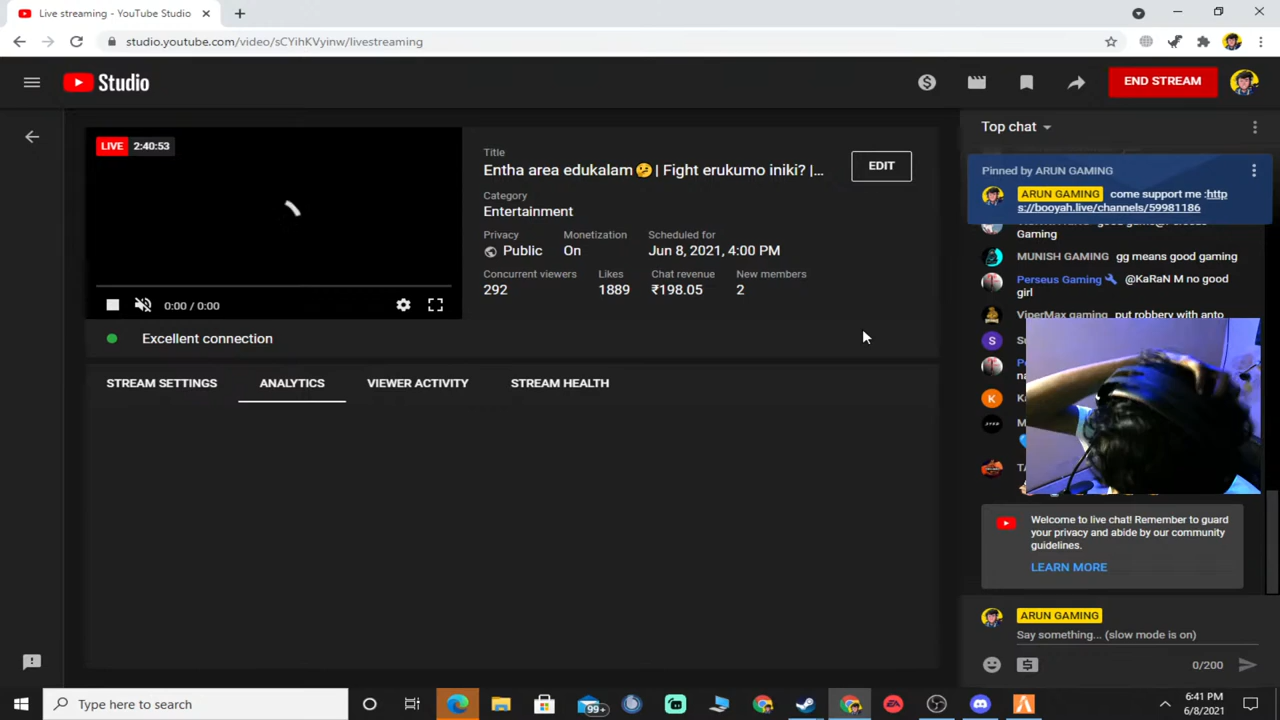 Live streaming - YouTube Studio
studio.youtube.com/video/sCYihKVyinw/livestreaming
Studio
END STREAM
LIVE 2:40:53
0:00 / 0:00
Excellent connection
Title
Entha area edukalam🤔| Fight erukumo iniki? |...
EDIT
Category
Entertainment
Privacy Monetization Scheduled for
Public On Jun 8, 2021, 4:00 PM
Concurrent viewers Likes Chat revenue New members
292 1889 ₹198.05 2
STREAM SETTINGS ANALYTICS VIEWER ACTIVITY STREAM HEALTH
Top chat
Pinned by ARUN GAMING
ARUN GAMING come support me :http
s://booyah.live/channels/59981186
Gaming
MUNISH GAMING gg means good gaming
Perseus Gaming @KaRaN M no good
girl
ViperMax gaming put robbery with anto
Welcome to live chat! Remember to guard
your privacy and abide by our community
guidelines.
LEARN MORE
ARUN GAMING
Say something... (slow mode is on)
0/200
Type here to search
99+
6:41 PM
6/8/2021